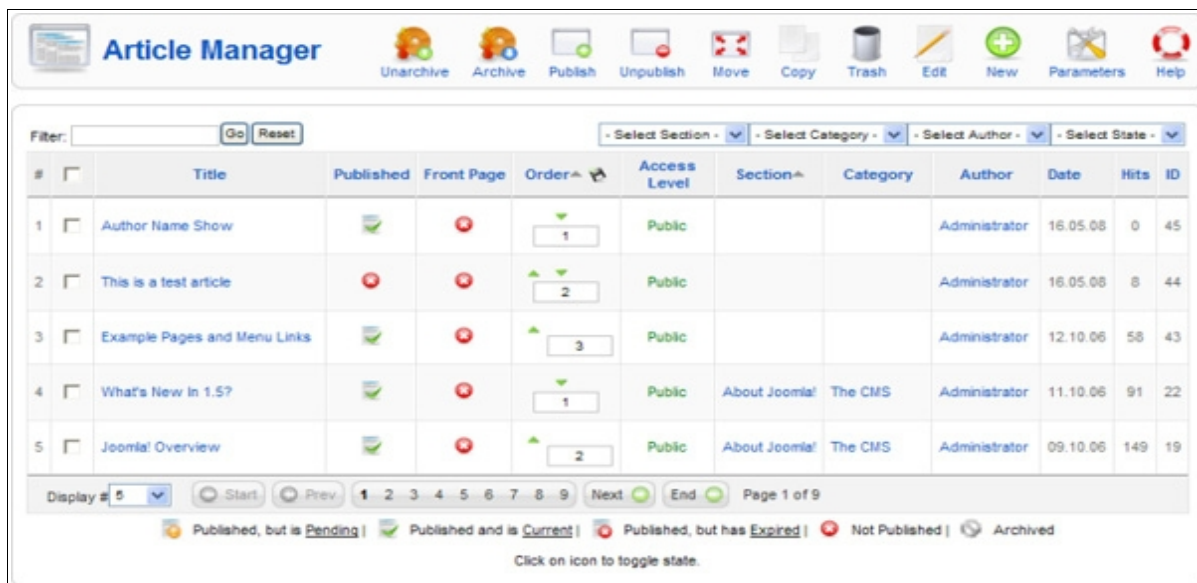 Article Manager
Unarchive Archive Publish Unpublish Move Copy Trash Edit New Parameters Help
Filter: Go Reset - Select Section - - Select Category - - Select Author - - Select State -
# Title Published Front Page Order Access Level Section Category Author Date Hits ID
1 Author Name Show 1 Public Administrator 16.05.08 0 45
2 This is a test article 2 Public Administrator 16.05.08 8 44
3 Example Pages and Menu Links 3 Public Administrator 12.10.06 58 43
4 What's New In 1.5? 1 Public About Joomla! The CMS Administrator 11.10.06 91 22
5 Joomla! Overview 2 Public About Joomla! The CMS Administrator 09.10.06 149 19
Display # 5 Start Prev 1 2 3 4 5 6 7 8 9 Next End Page 1 of 9
Published, but is Pending | Published and is Current | Published, but has Expired | Not Published | Archived
Click on icon to toggle state.